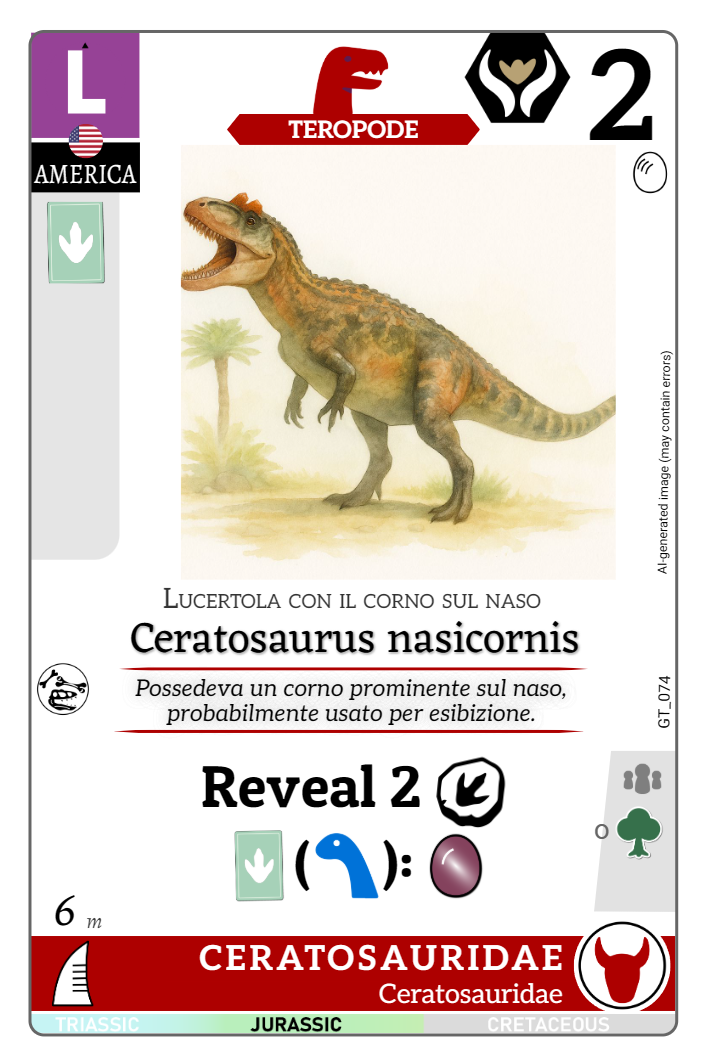 L
TEROPODE
2
AMERICA
AI-generated image (may contain errors)
Lucertola con il corno sul naso
Ceratosaurus nasicornis
Possedeva un corno prominente sul naso,
probabilmente usato per esibizione.
GT_074
Reveal 2
( ):
o
6 m
CERATOSAURIDAE
Ceratosauridae
TRIASSIC JURASSIC CRETACEOUS